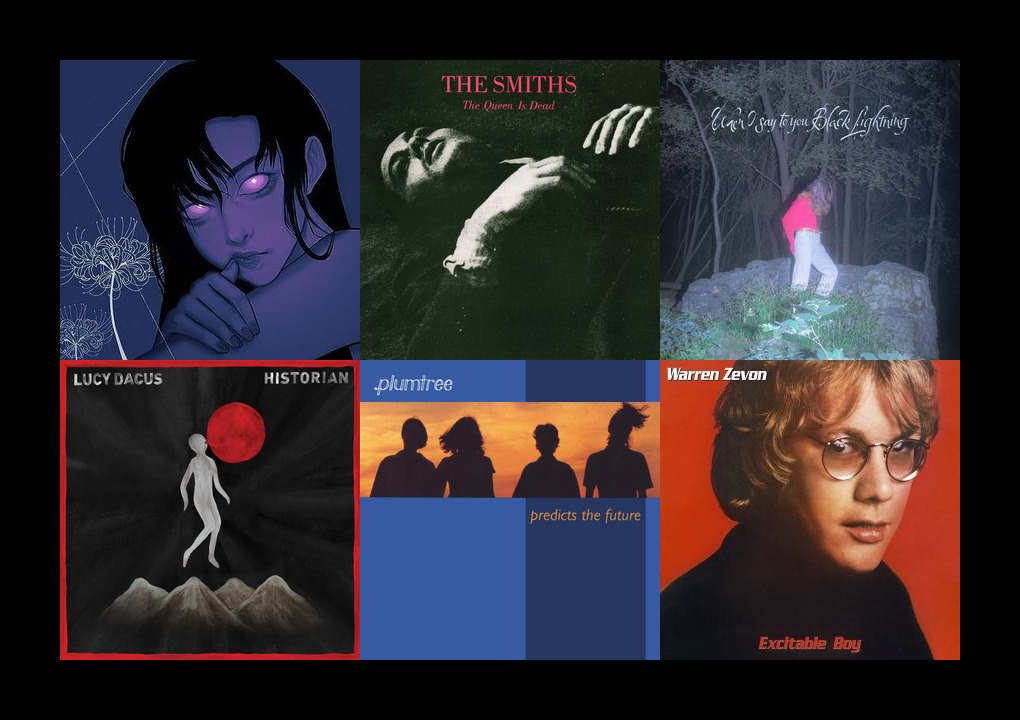 THE SMITHS
The Queen Is Dead
When I say to you Black Lightning
LUCY DACUS
HISTORIAN
plumtree
predicts the future
Warren Zevon
Excitable Boy